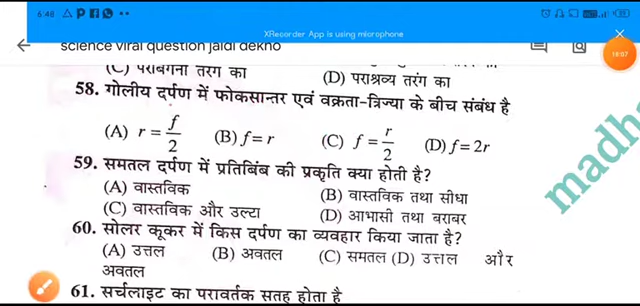 6:46
XRecorder App is using microphone
science viral question jaldi dekho
18:07
(C) पराबैंगनी तरंग का (D) पराश्रव्य तरंग का
58. गोलीय दर्पण में फोकसान्तर एवं वक्रता-त्रिज्या के बीच संबंध है
(A) r = f/2 (B) f = r (C) f = r/2 (D) f = 2r
59. समतल दर्पण में प्रतिबिंब की प्रकृति क्या होती है?
(A) वास्तविक (B) वास्तविक तथा सीधा
(C) वास्तविक और उल्टा (D) आभासी तथा बराबर
60. सोलर कूकर में किस दर्पण का व्यवहार किया जाता है?
(A) उत्तल (B) अवतल (C) समतल (D) उत्तल और
अवतल
61. सर्चलाइट का परावर्तक सतह होता है
madh